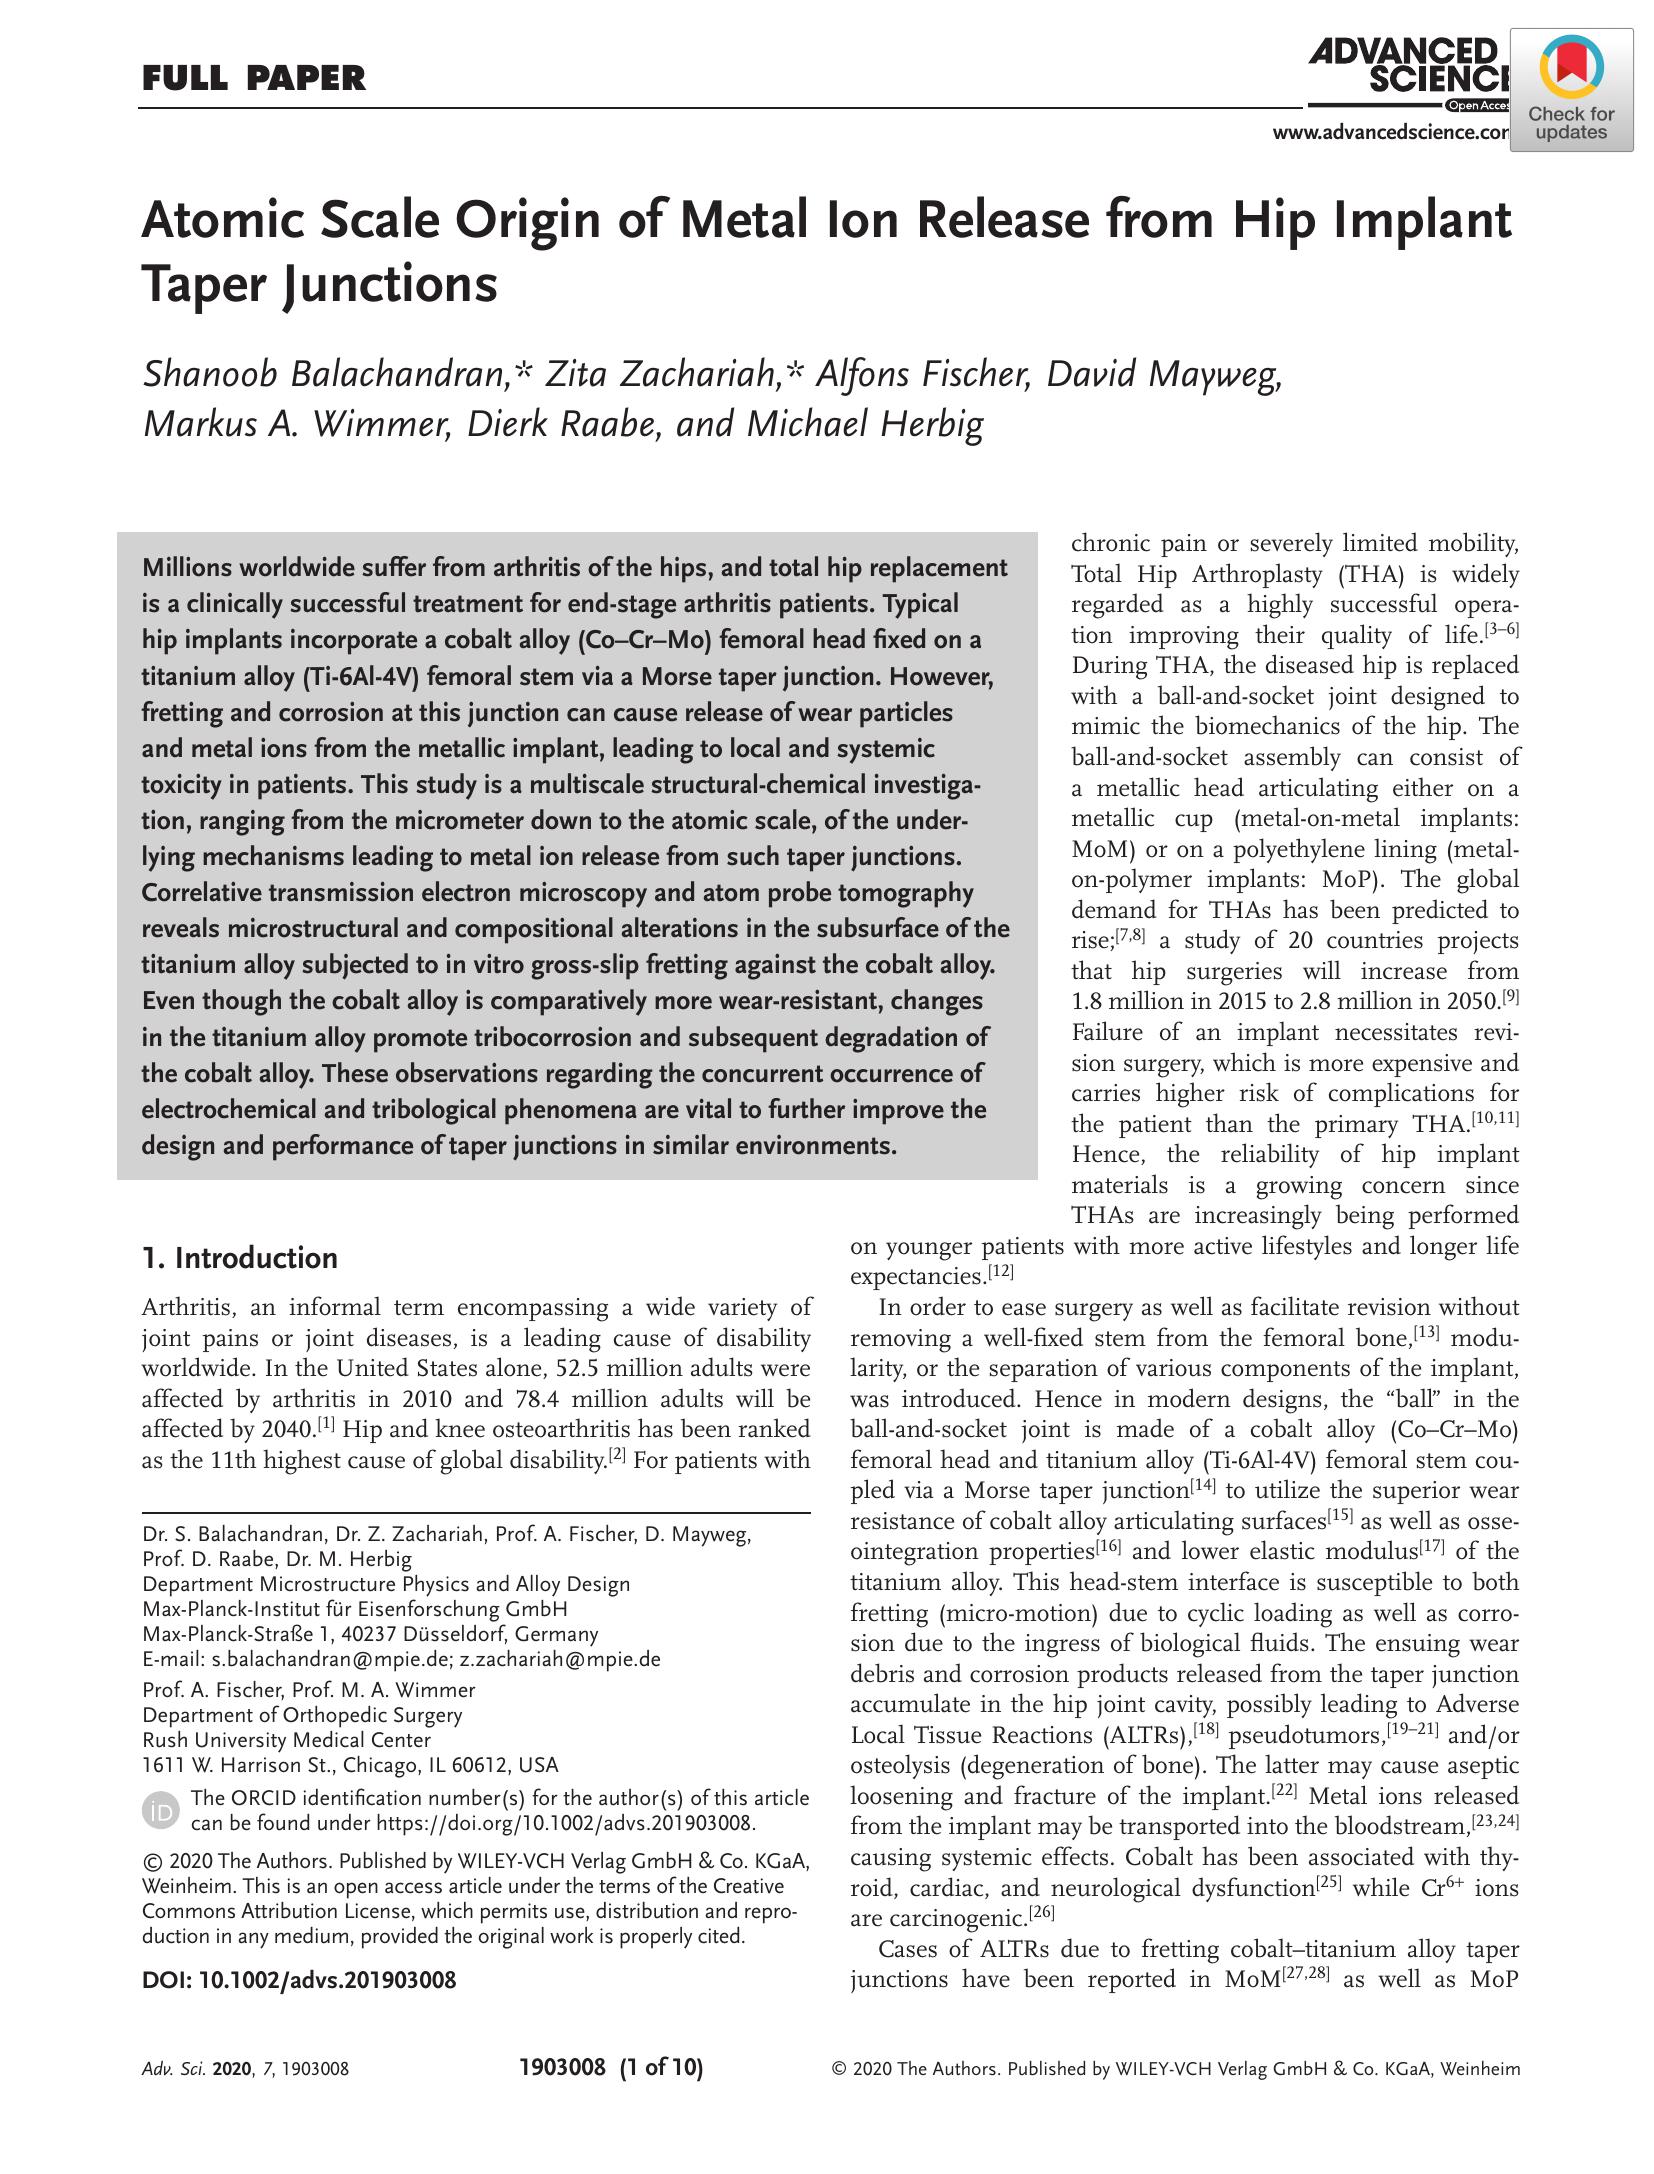 FULL PAPER
ADVANCED
SCIENCE
Open Acces
www.advancedscience.com
Check for
updates
Atomic Scale Origin of Metal Ion Release from Hip Implant
Taper Junctions
Shanoob Balachandran,* Zita Zachariah,* Alfons Fischer, David Mayweg,
Markus A. Wimmer, Dierk Raabe, and Michael Herbig
Millions worldwide suffer from arthritis of the hips, and total hip replacement
is a clinically successful treatment for end-stage arthritis patients. Typical
hip implants incorporate a cobalt alloy (Co–Cr–Mo) femoral head fixed on a
titanium alloy (Ti-6Al-4V) femoral stem via a Morse taper junction. However,
fretting and corrosion at this junction can cause release of wear particles
and metal ions from the metallic implant, leading to local and systemic
toxicity in patients. This study is a multiscale structural-chemical investiga-
tion, ranging from the micrometer down to the atomic scale, of the under-
lying mechanisms leading to metal ion release from such taper junctions.
Correlative transmission electron microscopy and atom probe tomography
reveals microstructural and compositional alterations in the subsurface of the
titanium alloy subjected to in vitro gross-slip fretting against the cobalt alloy.
Even though the cobalt alloy is comparatively more wear-resistant, changes
in the titanium alloy promote tribocorrosion and subsequent degradation of
the cobalt alloy. These observations regarding the concurrent occurrence of
electrochemical and tribological phenomena are vital to further improve the
design and performance of taper junctions in similar environments.
1. Introduction
Arthritis, an informal term encompassing a wide variety of
joint pains or joint diseases, is a leading cause of disability
worldwide. In the United States alone, 52.5 million adults were
affected by arthritis in 2010 and 78.4 million adults will be
affected by 2040.[1] Hip and knee osteoarthritis has been ranked
as the 11th highest cause of global disability.[2] For patients with
chronic pain or severely limited mobility,
Total Hip Arthroplasty (THA) is widely
regarded as a highly successful opera-
tion improving their quality of life.[3–6]
During THA, the diseased hip is replaced
with a ball-and-socket joint designed to
mimic the biomechanics of the hip. The
ball-and-socket assembly can consist of
a metallic head articulating either on a
metallic cup (metal-on-metal implants:
MoM) or on a polyethylene lining (metal-
on-polymer implants: MoP). The global
demand for THAs has been predicted to
rise;[7,8] a study of 20 countries projects
that hip surgeries will increase from
1.8 million in 2015 to 2.8 million in 2050.[9]
Failure of an implant necessitates revi-
sion surgery, which is more expensive and
carries higher risk of complications for
the patient than the primary THA.[10,11]
Hence, the reliability of hip implant
materials is a growing concern since
THAs are increasingly being performed
on younger patients with more active lifestyles and longer life
expectancies.[12]
In order to ease surgery as well as facilitate revision without
removing a well-fixed stem from the femoral bone,[13] modu-
larity, or the separation of various components of the implant,
was introduced. Hence in modern designs, the “ball” in the
ball-and-socket joint is made of a cobalt alloy (Co–Cr–Mo)
femoral head and titanium alloy (Ti-6Al-4V) femoral stem cou-
pled via a Morse taper junction[14] to utilize the superior wear
resistance of cobalt alloy articulating surfaces[15] as well as osse-
ointegration properties[16] and lower elastic modulus[17] of the
titanium alloy. This head-stem interface is susceptible to both
fretting (micro-motion) due to cyclic loading as well as corro-
sion due to the ingress of biological fluids. The ensuing wear
debris and corrosion products released from the taper junction
accumulate in the hip joint cavity, possibly leading to Adverse
Local Tissue Reactions (ALTRs),[18] pseudotumors,[19–21] and/or
osteolysis (degeneration of bone). The latter may cause aseptic
loosening and fracture of the implant.[22] Metal ions released
from the implant may be transported into the bloodstream,[23,24]
causing systemic effects. Cobalt has been associated with thy-
roid, cardiac, and neurological dysfunction[25] while Cr6+ ions
are carcinogenic.[26]
Cases of ALTRs due to fretting cobalt–titanium alloy taper
junctions have been reported in MoM[27,28] as well as MoP
Dr. S. Balachandran, Dr. Z. Zachariah, Prof. A. Fischer, D. Mayweg,
Prof. D. Raabe, Dr. M. Herbig
Department Microstructure Physics and Alloy Design
Max-Planck-Institut für Eisenforschung GmbH
Max-Planck-Straße 1, 40237 Düsseldorf, Germany
E-mail: s.balachandran@mpie.de; z.zachariah@mpie.de
Prof. A. Fischer, Prof. M. A. Wimmer
Department of Orthopedic Surgery
Rush University Medical Center
1611 W. Harrison St., Chicago, IL 60612, USA
iD The ORCID identification number(s) for the author(s) of this article
can be found under https://doi.org/10.1002/advs.201903008.
© 2020 The Authors. Published by WILEY-VCH Verlag GmbH & Co. KGaA,
Weinheim. This is an open access article under the terms of the Creative
Commons Attribution License, which permits use, distribution and repro-
duction in any medium, provided the original work is properly cited.
DOI: 10.1002/advs.201903008
Adv. Sci. 2020, 7, 1903008
1903008 (1 of 10)
© 2020 The Authors. Published by WILEY-VCH Verlag GmbH & Co. KGaA, Weinheim